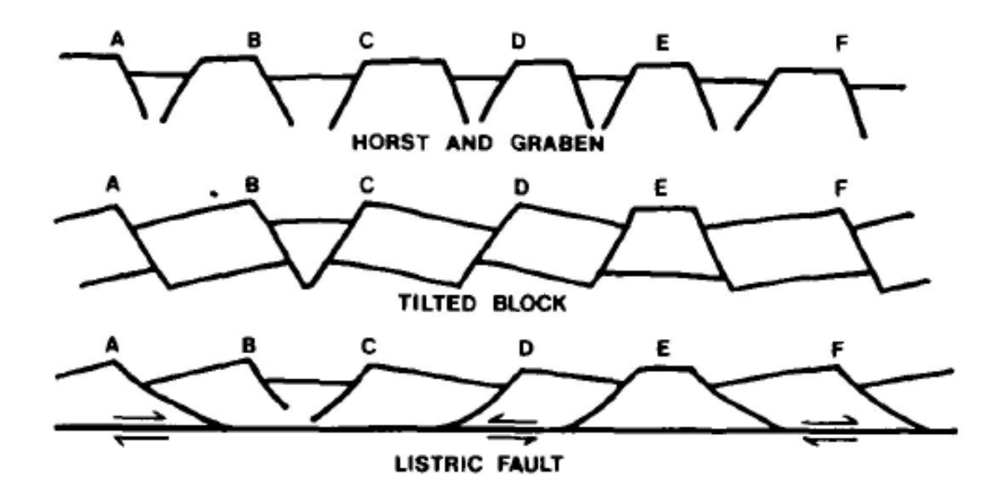 A B C D E F
HORST AND GRABEN
A B C D E F
TILTED BLOCK
A B C D E F
LISTRIC FAULT